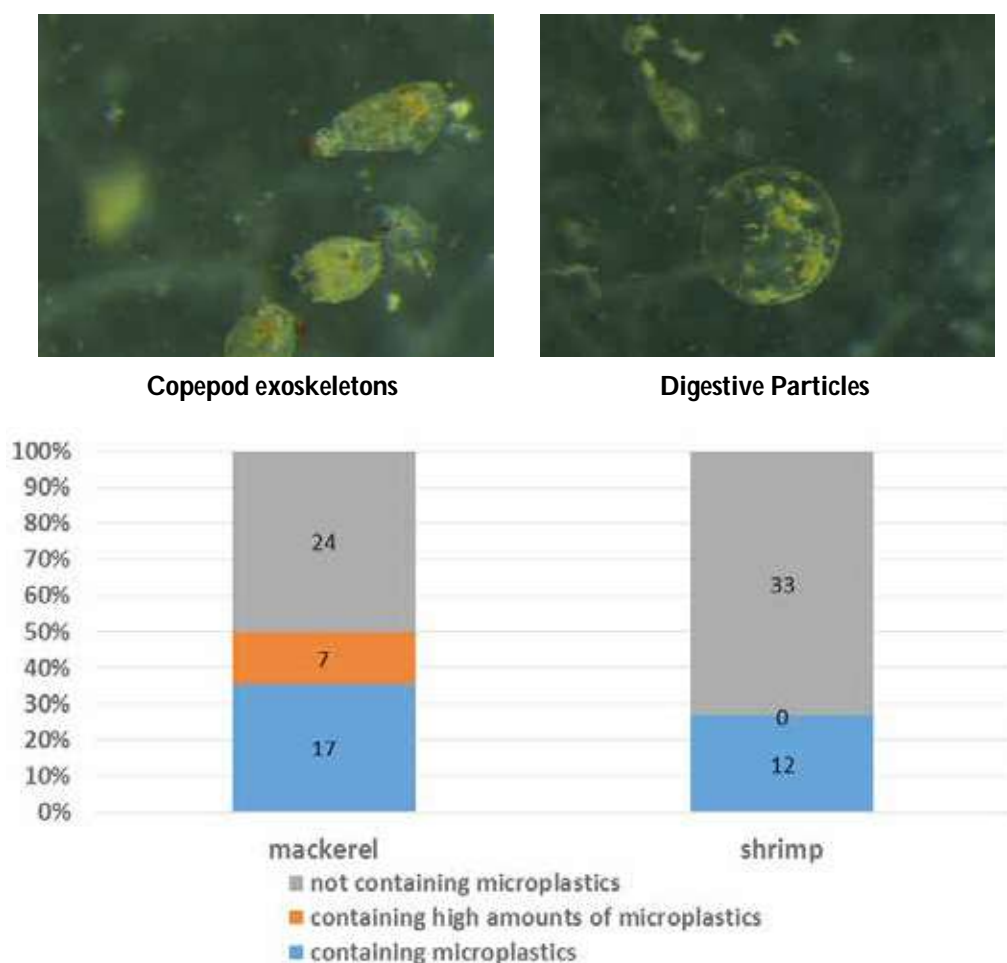 Copepod exoskeletons
Digestive Particles
100%
90%
80%
70%
60%
50%
40%
30%
20%
10%
0%
24
7
17
33
0
12
mackerel
shrimp
not containing microplastics
containing high amounts of microplastics
containing microplastics